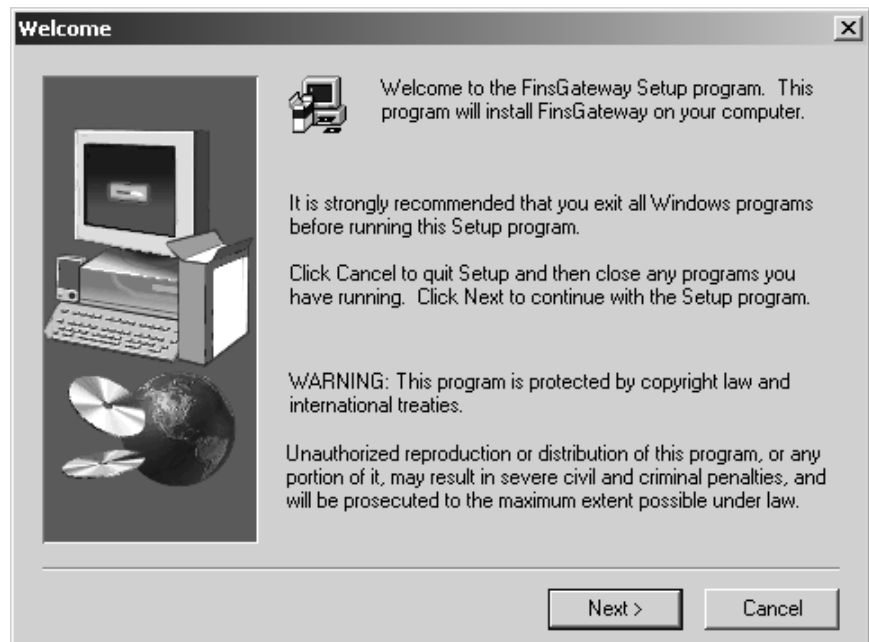 Welcome
Welcome to the FinsGateway Setup program. This
program will install FinsGateway on your computer.
It is strongly recommended that you exit all Windows programs
before running this Setup program.
Click Cancel to quit Setup and then close any programs you
have running. Click Next to continue with the Setup program.
WARNING: This program is protected by copyright law and
international treaties.
Unauthorized reproduction or distribution of this program, or any
portion of it, may result in severe civil and criminal penalties, and
will be prosecuted to the maximum extent possible under law.
Next >
Cancel